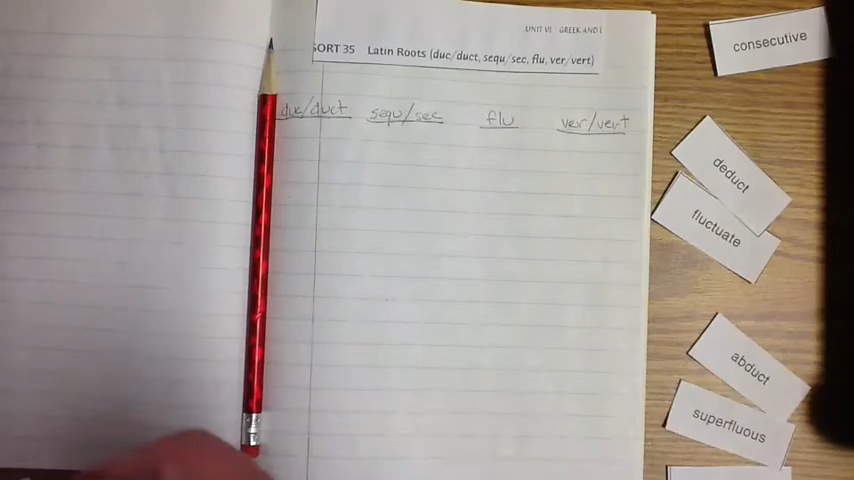 UNIT VI GREEK AND L
SORT 35 Latin Roots (duc/duct, sequ/sec, flu, ver/vert)
duc/duct sequ/sec flu ver/vert
consecutive
deduct
fluctuate
abduct
superfluous